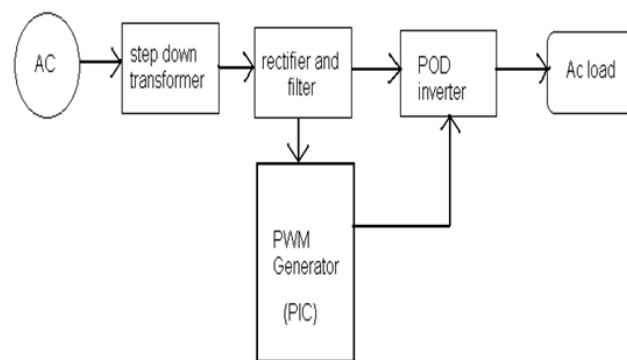 AC
step down
transformer
rectifier and
filter
POD
inverter
Ac load
PWM
Generator
(PIC)